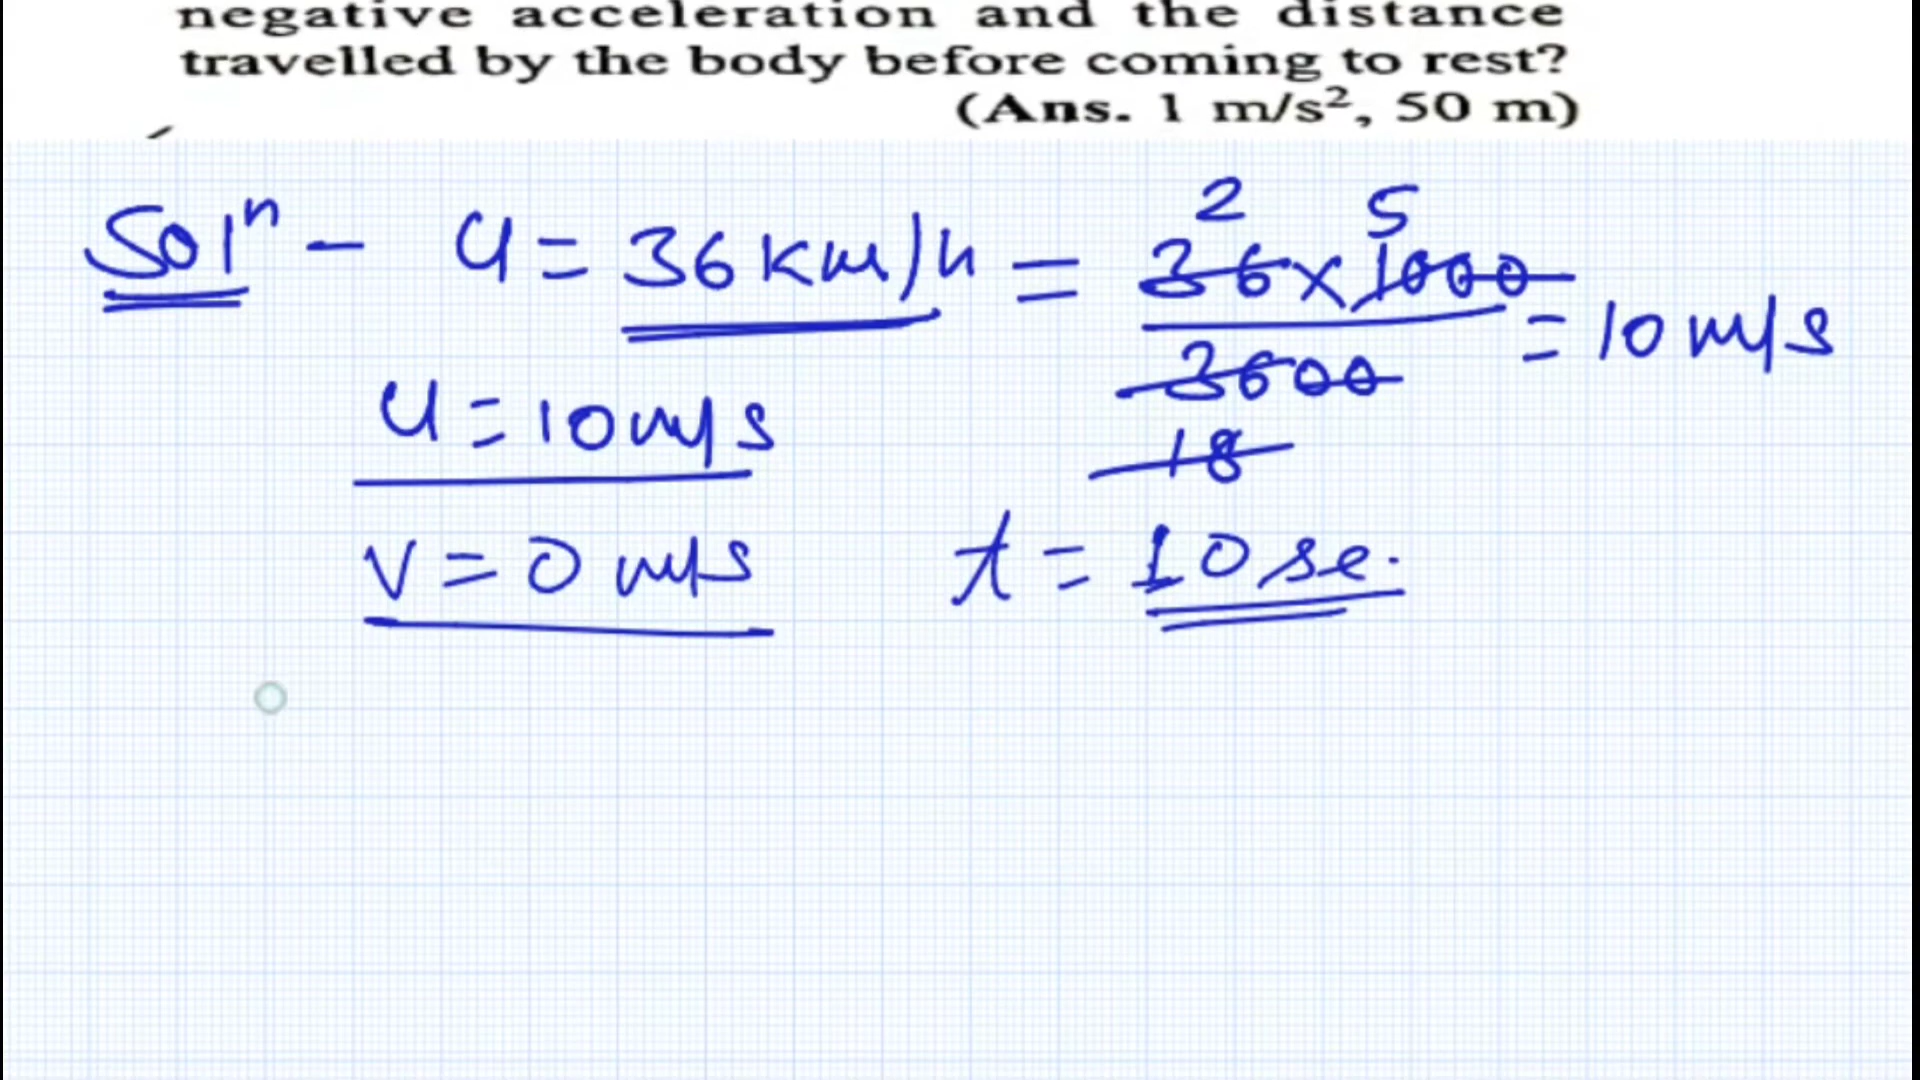 negative acceleration and the distance
travelled by the body before coming to rest?
(Ans. 1 m/s², 50 m)
Solⁿ - u = 36 km/h = 36 x 1000 / 3600 = 10 m/s
2 5
18
u = 10 m/s
v = 0 m/s t = 10 se.